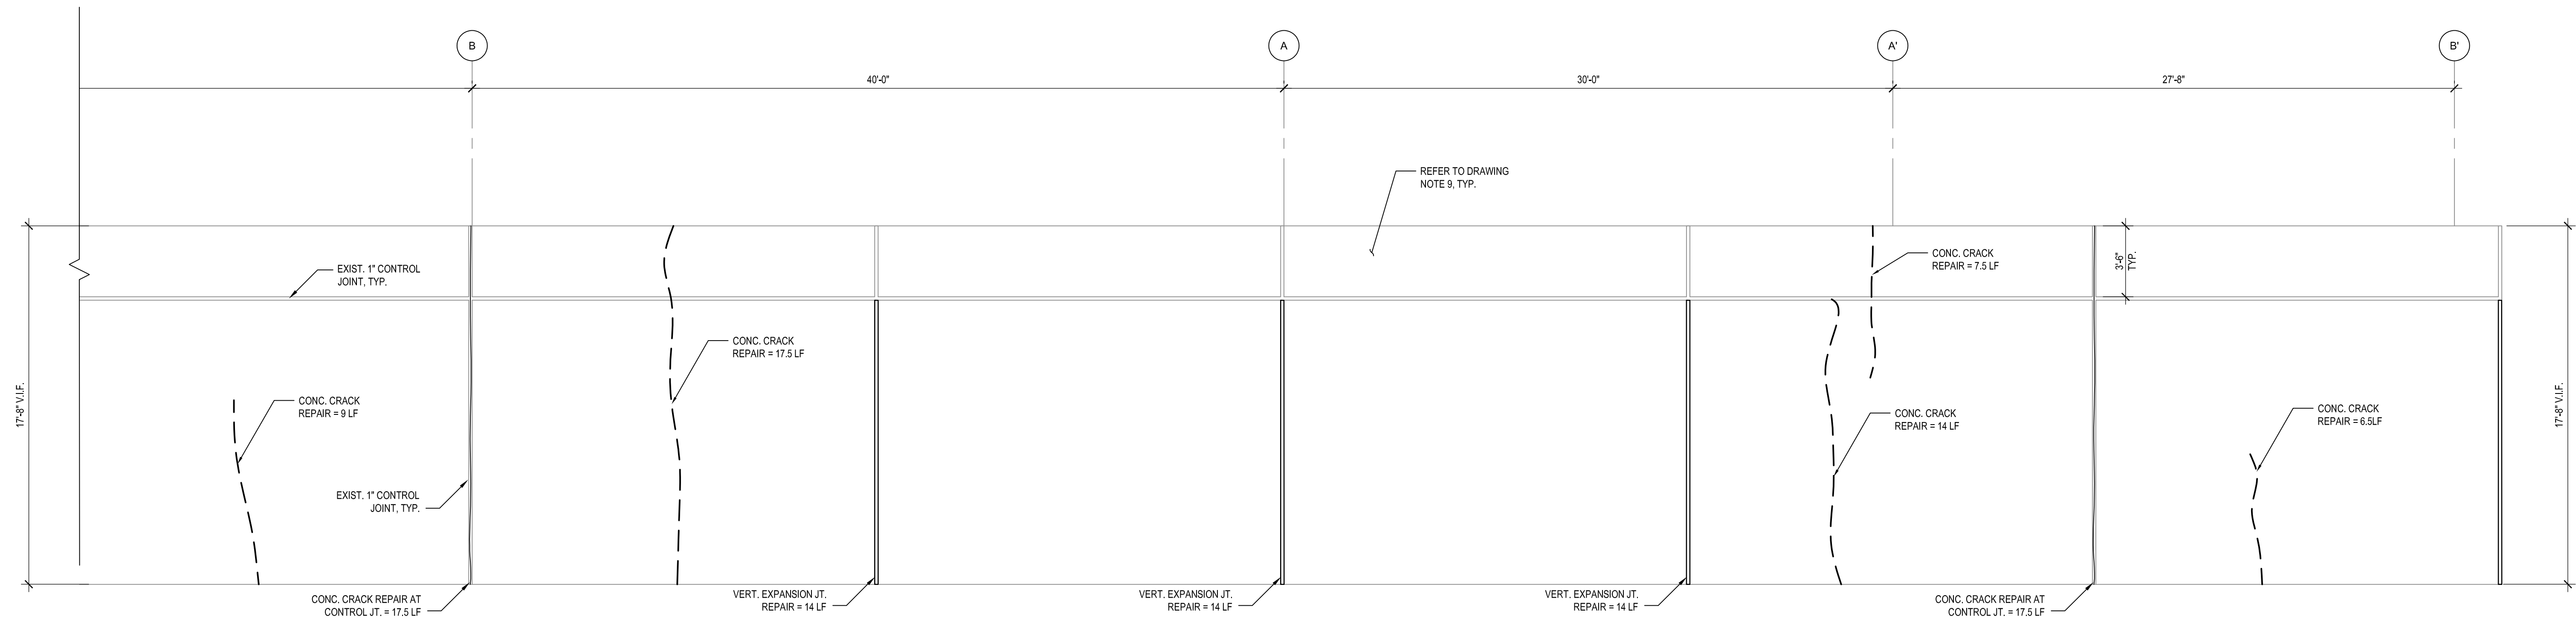 B
A
A'
B'
40'-0"
30'-0"
27'-8"
REFER TO DRAWING
NOTE 9, TYP.
EXIST. 1" CONTROL
JOINT, TYP.
CONC. CRACK
REPAIR = 7.5 LF
3'-6"
TYP.
CONC. CRACK
REPAIR = 17.5 LF
17'-8" V.I.F.
CONC. CRACK
REPAIR = 9 LF
CONC. CRACK
REPAIR = 14 LF
CONC. CRACK
REPAIR = 6.5LF
17'-8" V.I.F.
EXIST. 1" CONTROL
JOINT, TYP.
CONC. CRACK REPAIR AT
CONTROL JT. = 17.5 LF
VERT. EXPANSION JT.
REPAIR = 14 LF
VERT. EXPANSION JT.
REPAIR = 14 LF
VERT. EXPANSION JT.
REPAIR = 14 LF
CONC. CRACK REPAIR AT
CONTROL JT. = 17.5 LF